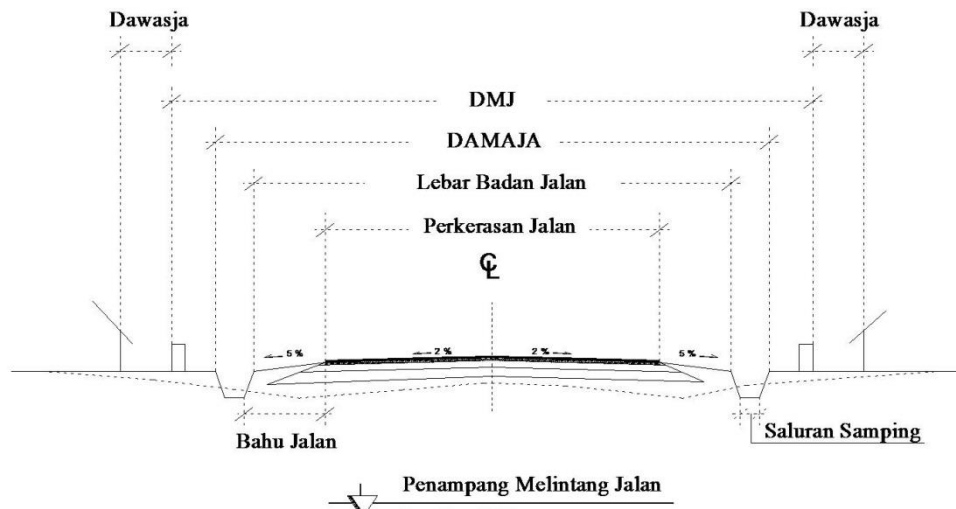 Dawasja
Dawasja
DMJ
DAMAJA
Lebar Badan Jalan
Perkerasan Jalan
℄
5 %
2 %
2 %
5 %
Bahu Jalan
Saluran Samping
Penampang Melintang Jalan